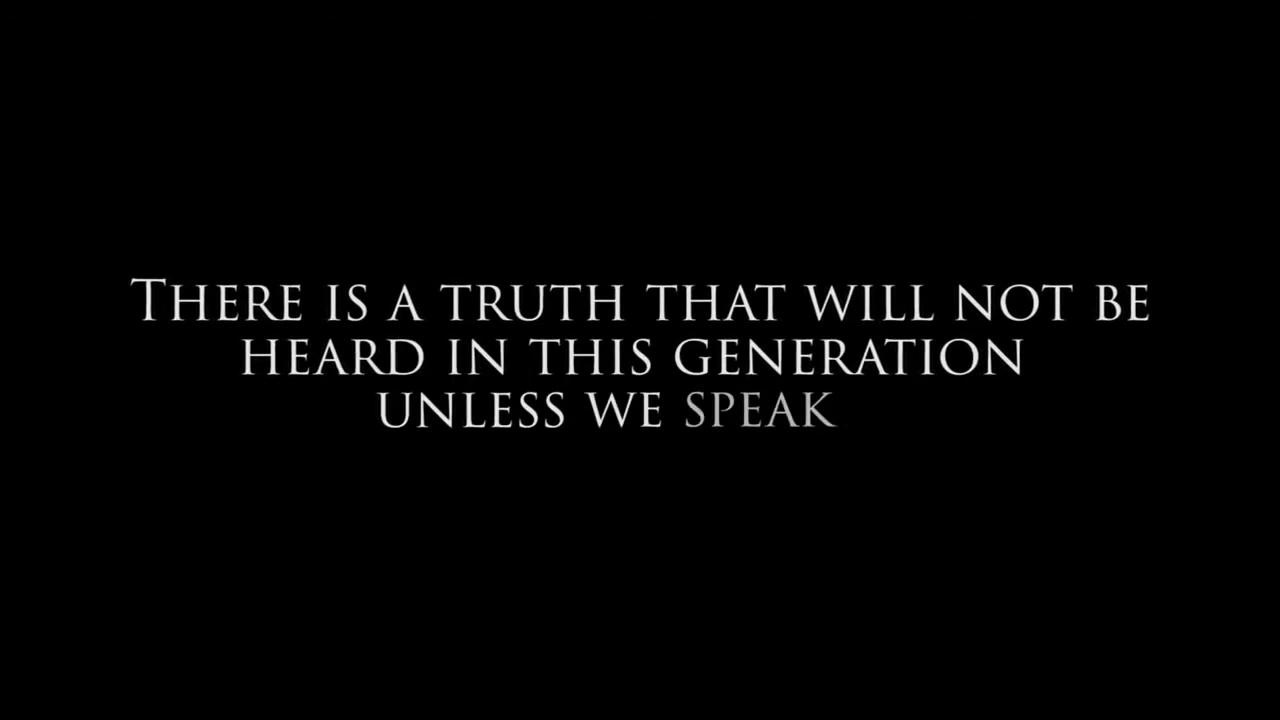 THERE IS A TRUTH THAT WILL NOT BE
HEARD IN THIS GENERATION
UNLESS WE SPEAK